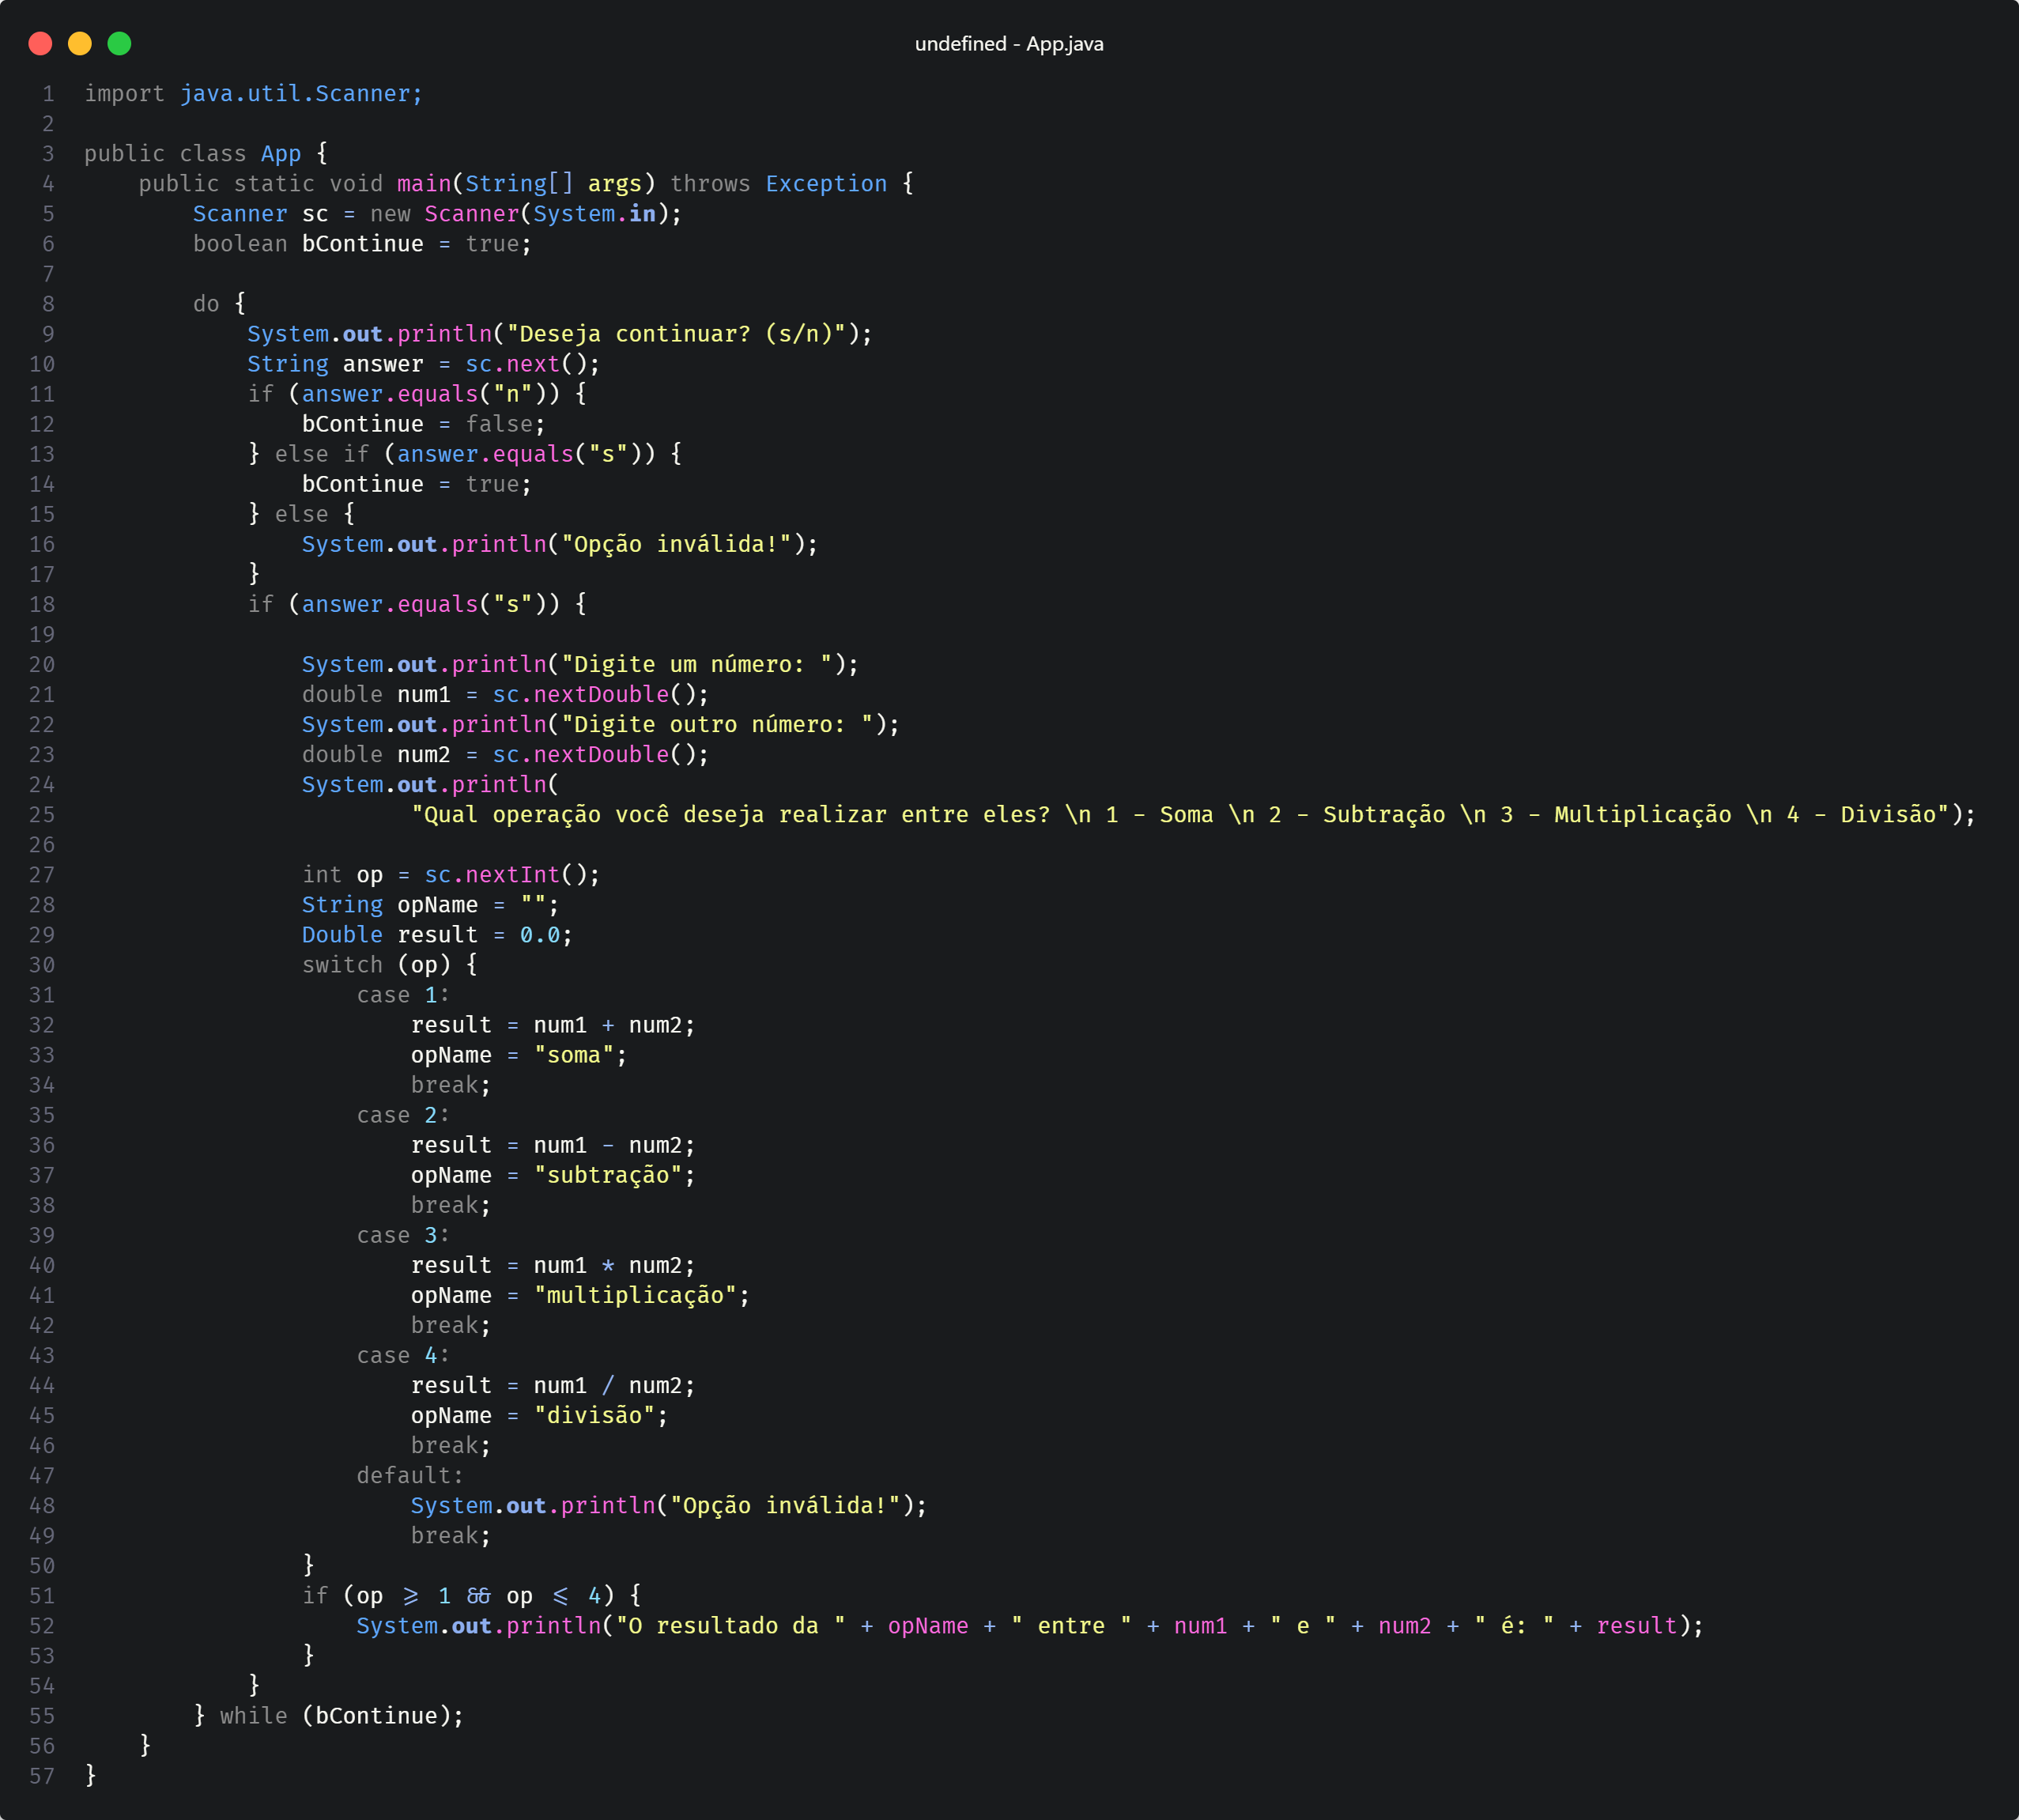 undefined - App.java
1 import java.util.Scanner;
2
3 public class App {
4     public static void main(String[] args) throws Exception {
5         Scanner sc = new Scanner(System.in);
6         boolean bContinue = true;
7
8         do {
9             System.out.println("Deseja continuar? (s/n)");
10             String answer = sc.next();
11             if (answer.equals("n")) {
12                 bContinue = false;
13             } else if (answer.equals("s")) {
14                 bContinue = true;
15             } else {
16                 System.out.println("Opção inválida!");
17             }
18             if (answer.equals("s")) {
19
20                 System.out.println("Digite um número: ");
21                 double num1 = sc.nextDouble();
22                 System.out.println("Digite outro número: ");
23                 double num2 = sc.nextDouble();
24                 System.out.println(
25                         "Qual operação você deseja realizar entre eles? \n 1 - Soma \n 2 - Subtração \n 3 - Multiplicação \n 4 - Divisão");
26
27                 int op = sc.nextInt();
28                 String opName = "";
29                 Double result = 0.0;
30                 switch (op) {
31                     case 1:
32                         result = num1 + num2;
33                         opName = "soma";
34                         break;
35                     case 2:
36                         result = num1 - num2;
37                         opName = "subtração";
38                         break;
39                     case 3:
40                         result = num1 * num2;
41                         opName = "multiplicação";
42                         break;
43                     case 4:
44                         result = num1 / num2;
45                         opName = "divisão";
46                         break;
47                     default:
48                         System.out.println("Opção inválida!");
49                         break;
50                 }
51                 if (op >= 1 && op <= 4) {
52                     System.out.println("O resultado da " + opName + " entre " + num1 + " e " + num2 + " é: " + result);
53                 }
54             }
55         } while (bContinue);
56     }
57 }